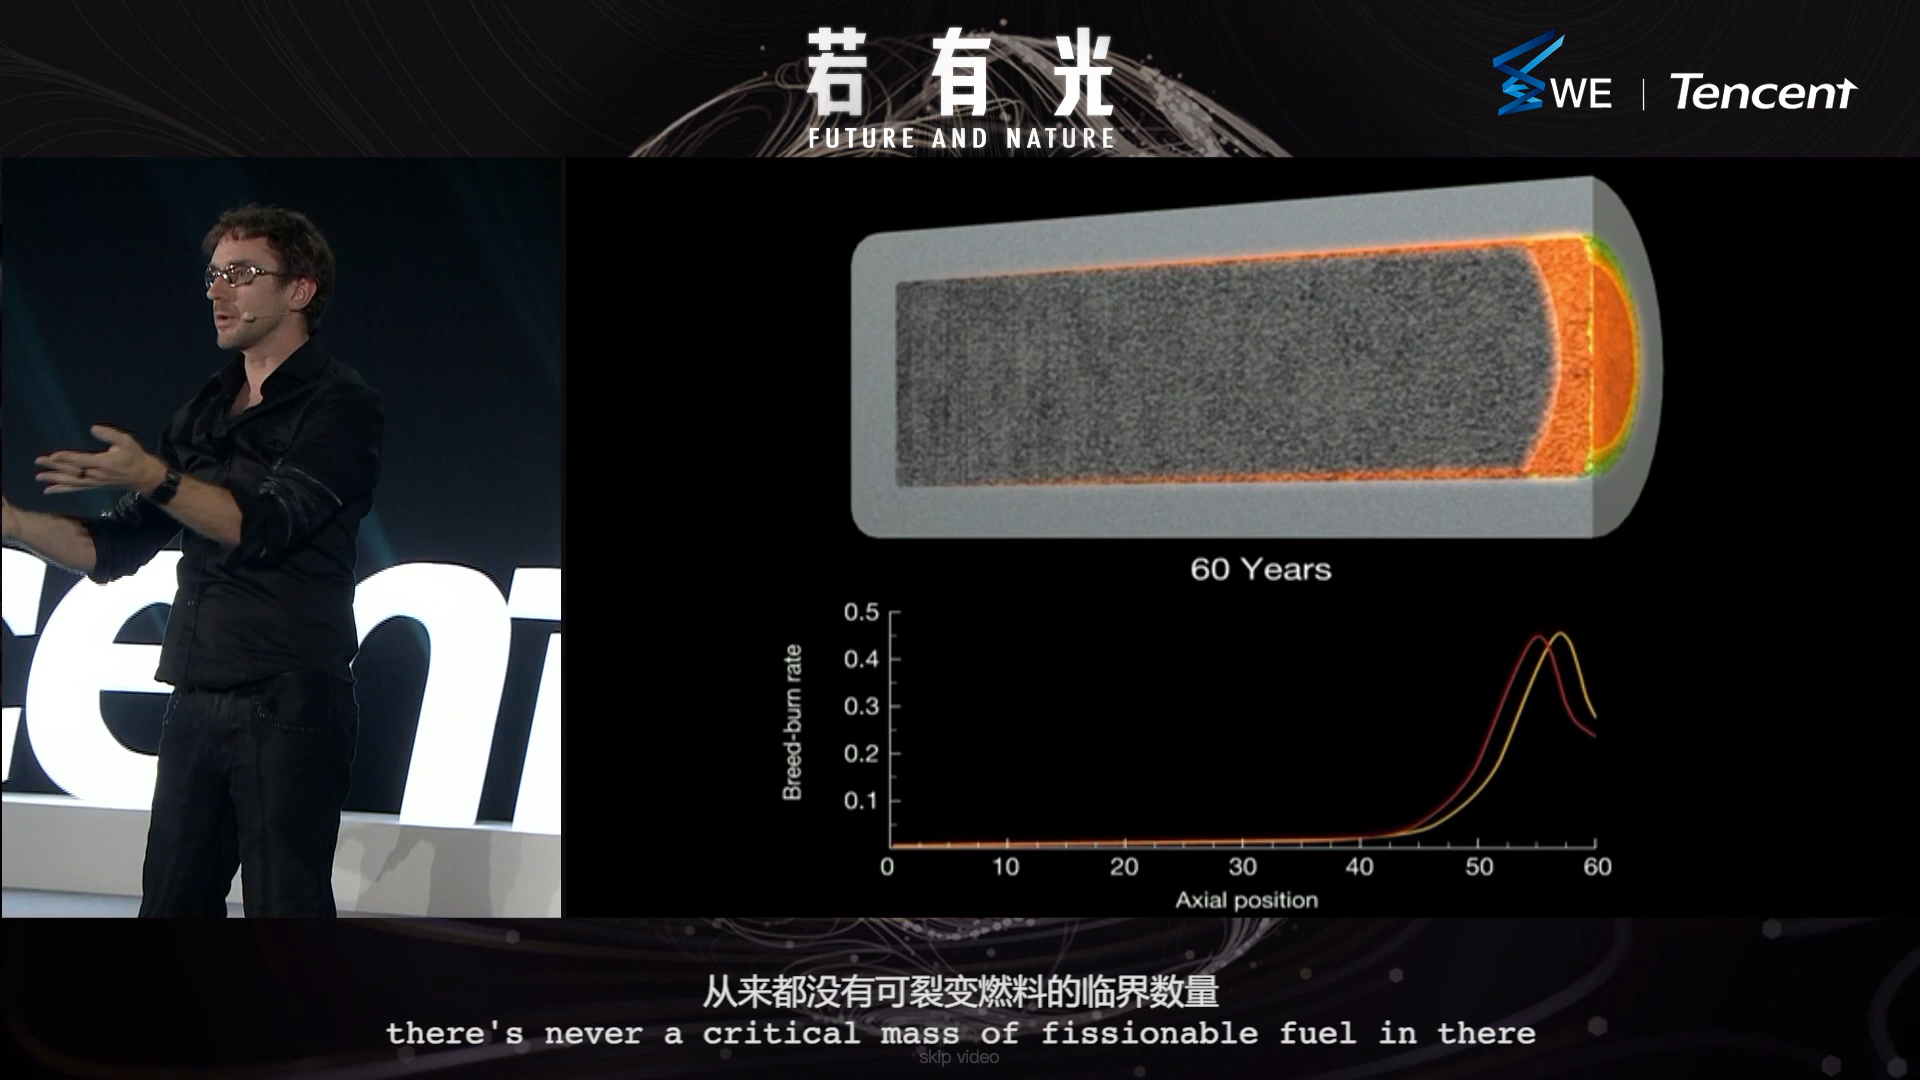 若有光
FUTURE AND NATURE
WE | Tencent
60 Years
0.5
0.4
0.3
0.2
0.1
Breed-burn rate
0 10 20 30 40 50 60
Axial position
从来都没有可裂变燃料的临界数量
there's never a critical mass of fissionable fuel in there
skip video